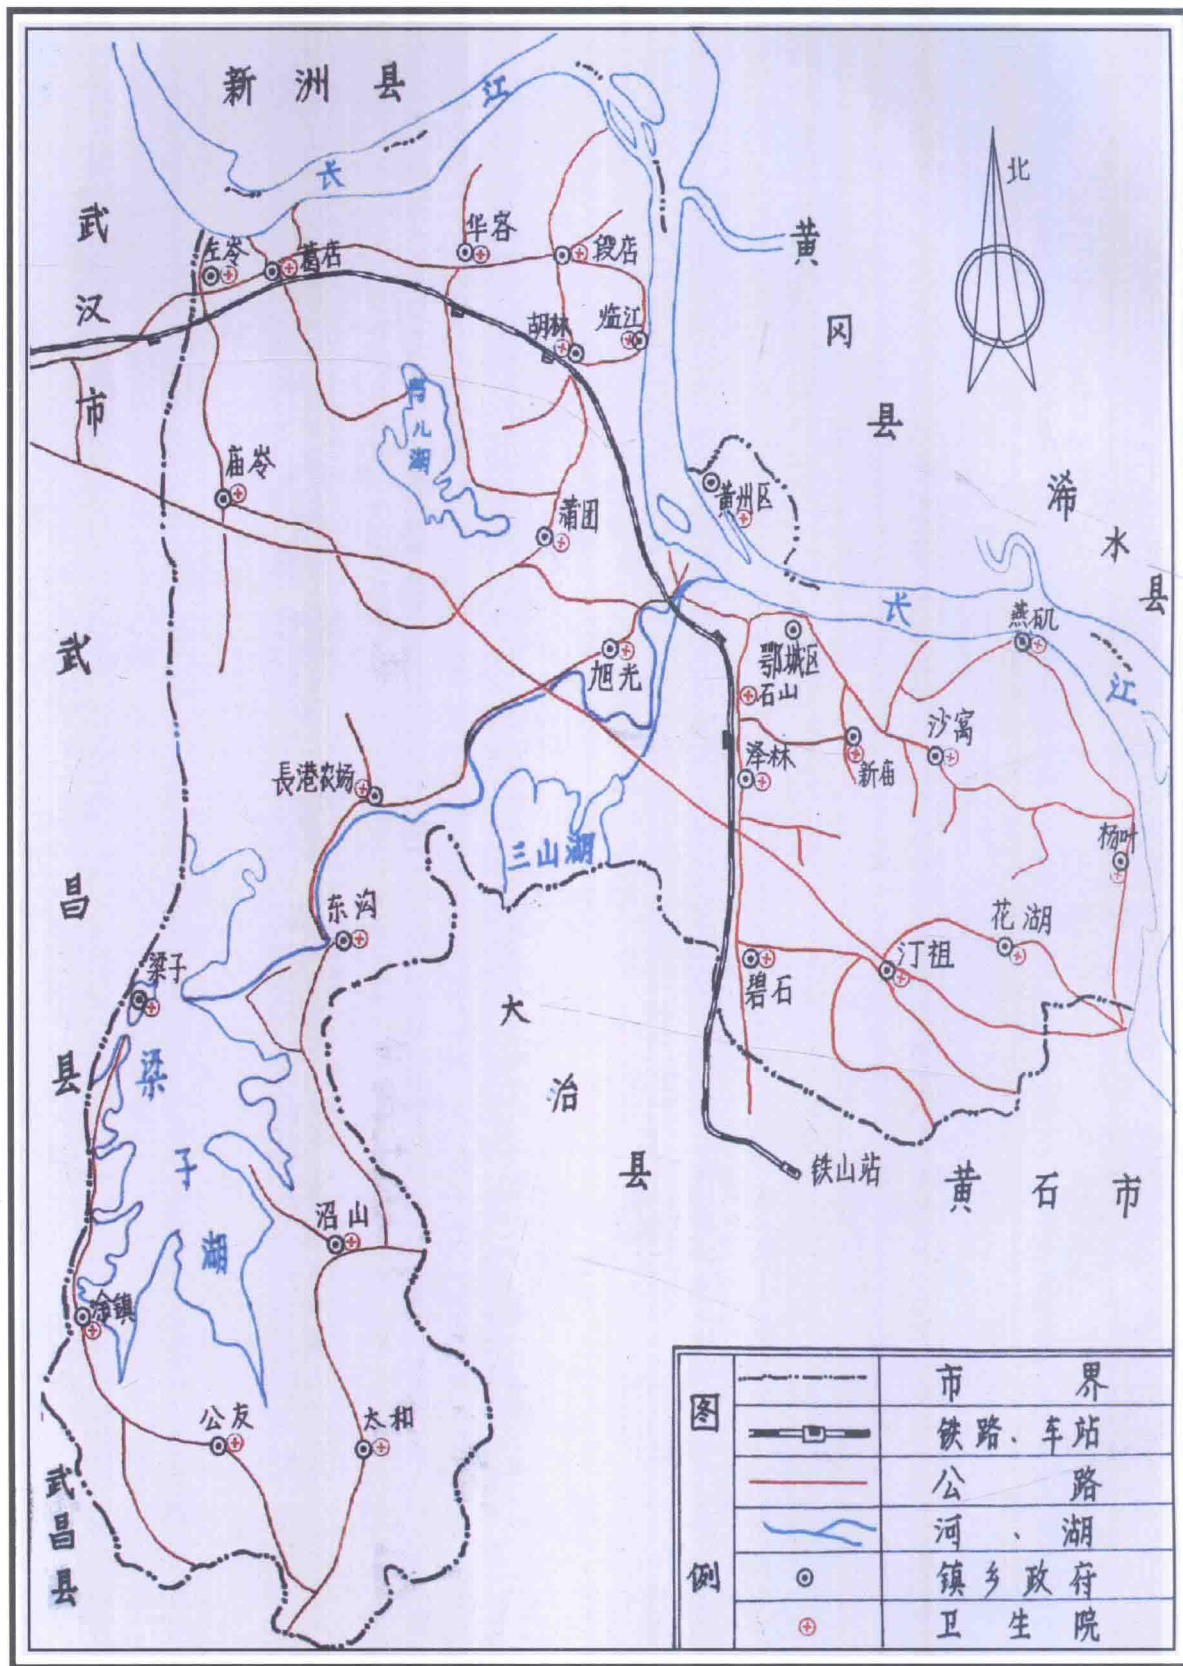 新洲县
长江
北
武汉市
左岺
葛店
华容
段店
胡林
临江
黄冈县
浠水县
庙岺
鸭儿湖
蒲团
黄州区
长江
燕矶
旭光
鄂城区
石山
泽林
新庙
沙窝
長港农场
三山湖
杨叶
武昌县
东沟
花湖
汀祖
碧石
梁子
梁子湖
大冶县
铁山站
黄石市
沼山
涂镇
公友
太和
武昌县
图例
市界
铁路、车站
公路
河、湖
镇乡政府
卫生院